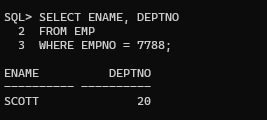 SQL> SELECT ENAME, DEPTNO
  2  FROM EMP
  3  WHERE EMPNO = 7788;

ENAME          DEPTNO
---------- ----------
SCOTT              20